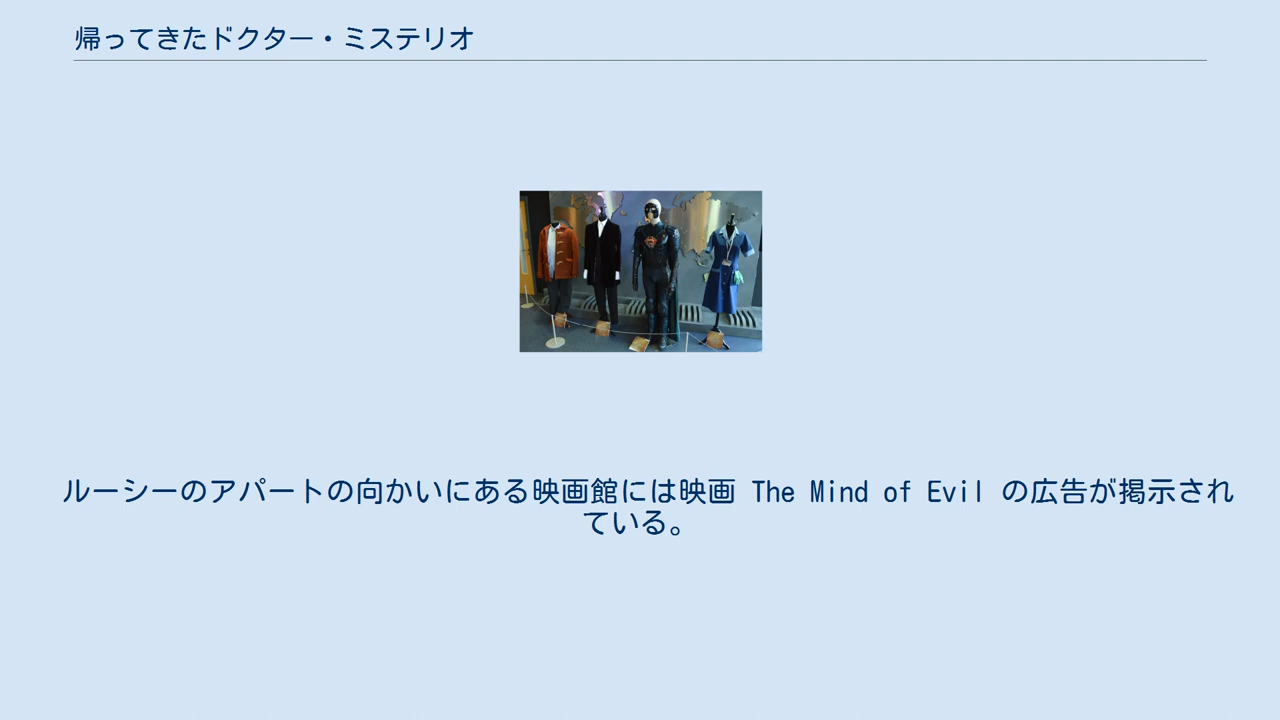 帰ってきたドクター・ミステリオ
ルーシーのアパートの向かいにある映画館には映画 The Mind of Evil の広告が掲示され
ている。